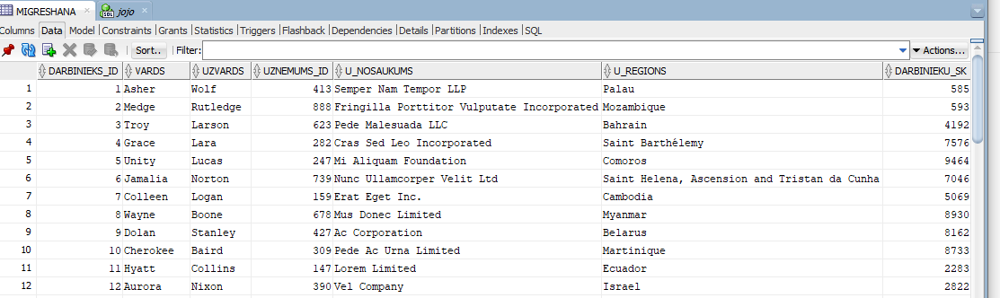 MIGRESHANA jojo
Columns Data Model Constraints Grants Statistics Triggers Flashback Dependencies Details Partitions Indexes SQL
Sort.. Filter: Actions...
DARBINIEKS_ID VARDS UZVARDS UZNEMUMS_ID U_NOSAUKUMS U_REGIONS DARBINIEKU_SK
1 1 Asher Wolf 413 Semper Nam Tempor LLP Palau 585
2 2 Medge Rutledge 888 Fringilla Porttitor Vulputate Incorporated Mozambique 593
3 3 Troy Larson 623 Pede Malesuada LLC Bahrain 4192
4 4 Grace Lara 282 Cras Sed Leo Incorporated Saint Barthélemy 7576
5 5 Unity Lucas 247 Mi Aliquam Foundation Comoros 9464
6 6 Jamalia Norton 739 Nunc Ullamcorper Velit Ltd Saint Helena, Ascension and Tristan da Cunha 7046
7 7 Colleen Logan 159 Erat Eget Inc. Cambodia 5069
8 8 Wayne Boone 678 Mus Donec Limited Myanmar 8930
9 9 Dolan Stanley 427 Ac Corporation Belarus 8162
10 10 Cherokee Baird 309 Pede Ac Urna Limited Martinique 8733
11 11 Hyatt Collins 147 Lorem Limited Ecuador 2283
12 12 Aurora Nixon 390 Vel Company Israel 2822